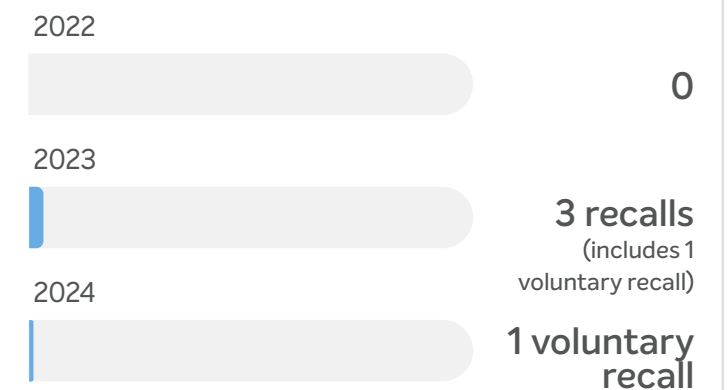 2022
0
2023
3 recalls
(includes 1
voluntary recall)
2024
1 voluntary
recall